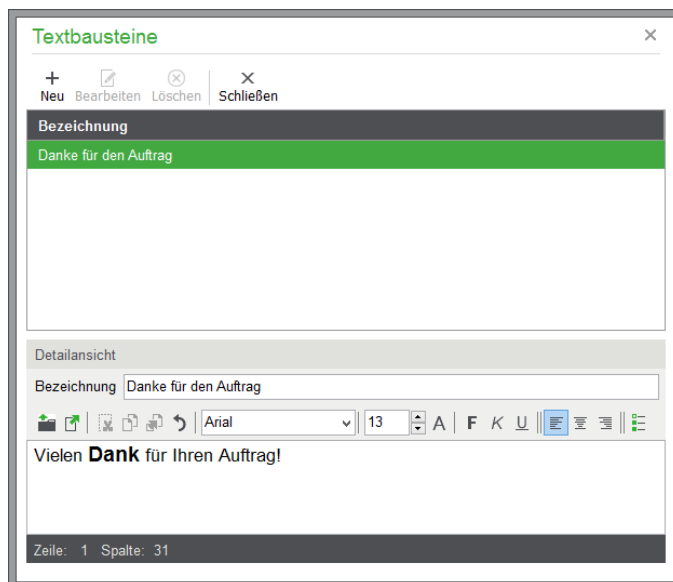 Textbausteine
Neu Bearbeiten Löschen Schließen
Bezeichnung
Danke für den Auftrag
Detailansicht
Bezeichnung Danke für den Auftrag
Arial 13 A F K U
Vielen Dank für Ihren Auftrag!
Zeile: 1 Spalte: 31